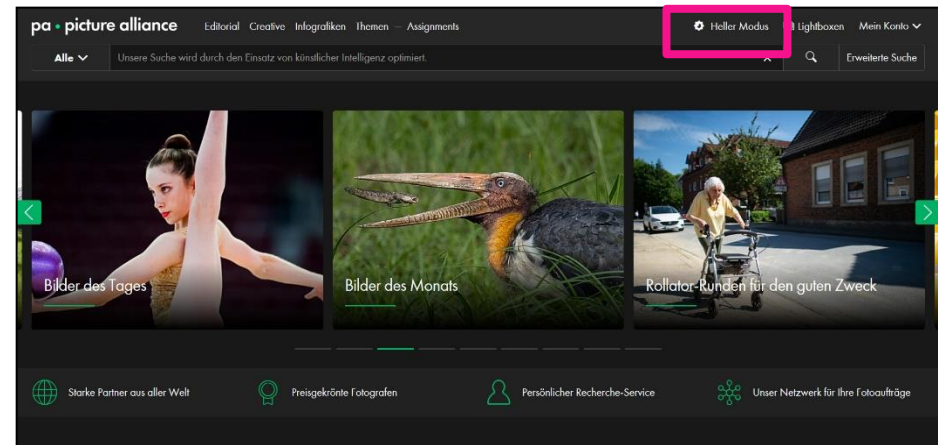 pa • picture alliance Editorial Creative Infografiken Themen — Assignments Heller Modus Lightboxen Mein Konto
Alle Unsere Suche wird durch den Einsatz von künstlicher Intelligenz optimiert. Erweiterte Suche
Bilder des Tages Bilder des Monats Rollator-Runden für den guten Zweck
Starke Partner aus aller Welt Preisgekrönte Fotografen Persönlicher Recherche-Service Unser Netzwerk für Ihre Fotoaufträge